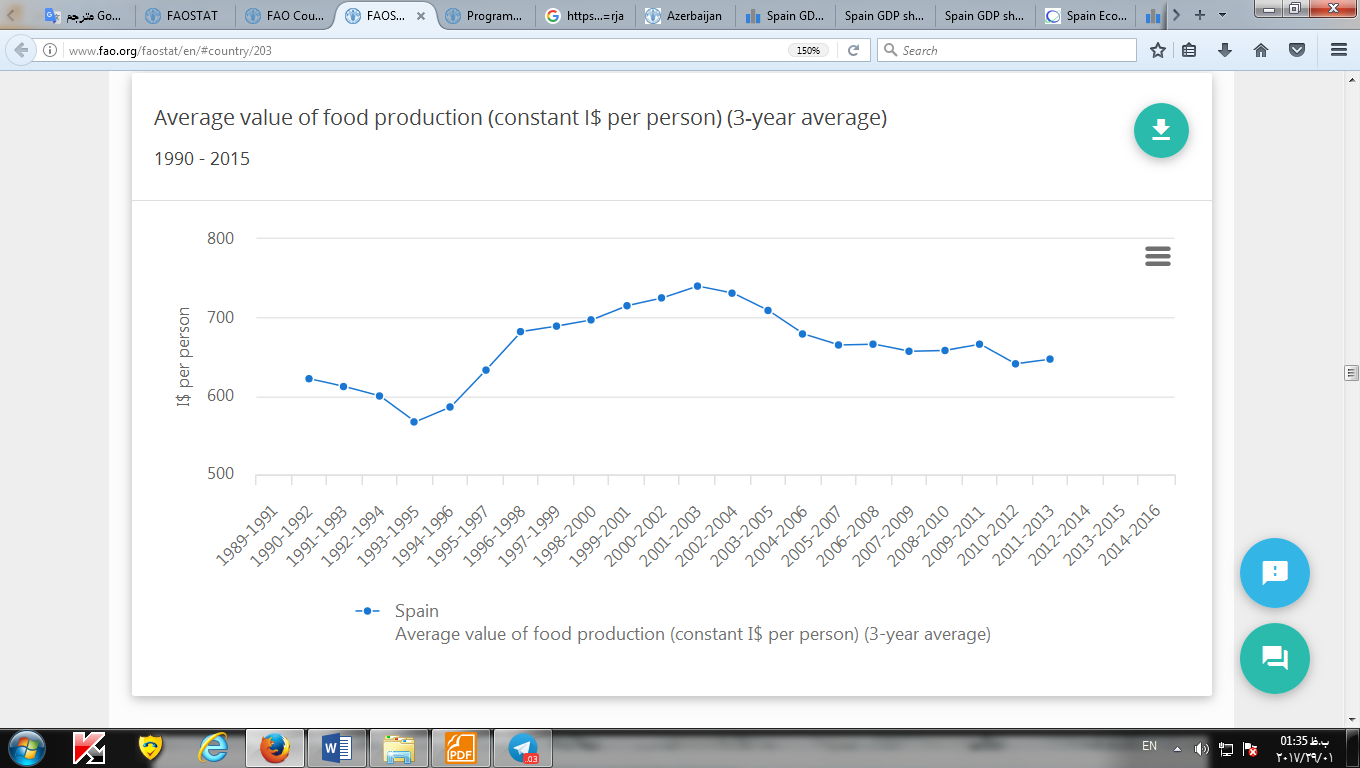 مترجم Go...
FAOSTAT
FAO Cou...
FAOS...
Program...
https...=rja
Azerbaijan
Spain GD...
Spain GDP sh...
Spain GDP sh...
Spain Eco...
www.fao.org/faostat/en/#country/203
150%
Search
Average value of food production (constant I$ per person) (3-year average)
1990 - 2015
800
700
600
500
I$ per person
1989-1991
1990-1992
1991-1993
1992-1994
1993-1995
1994-1996
1995-1997
1996-1998
1997-1999
1998-2000
1999-2001
2000-2002
2001-2003
2002-2004
2003-2005
2004-2006
2005-2007
2006-2008
2007-2009
2008-2010
2009-2011
2010-2012
2011-2013
2012-2014
2013-2015
2014-2016
Spain
Average value of food production (constant I$ per person) (3-year average)
PDF
.03
EN
01:35 ب.ظ
٢٠١٧/٢٩/٠١